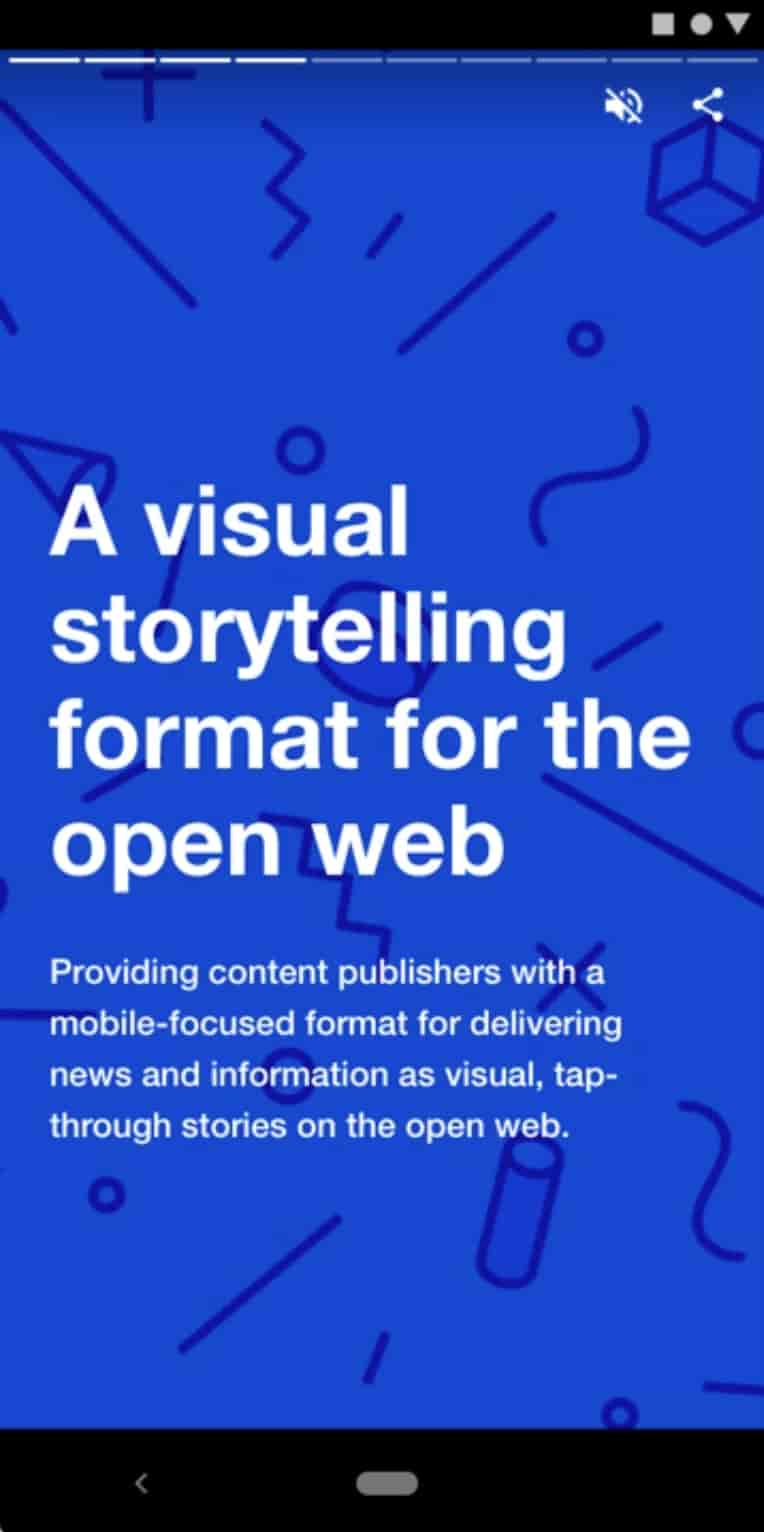 A visual
storytelling
format for the
open web
Providing content publishers with a
mobile-focused format for delivering
news and information as visual, tap-
through stories on the open web.